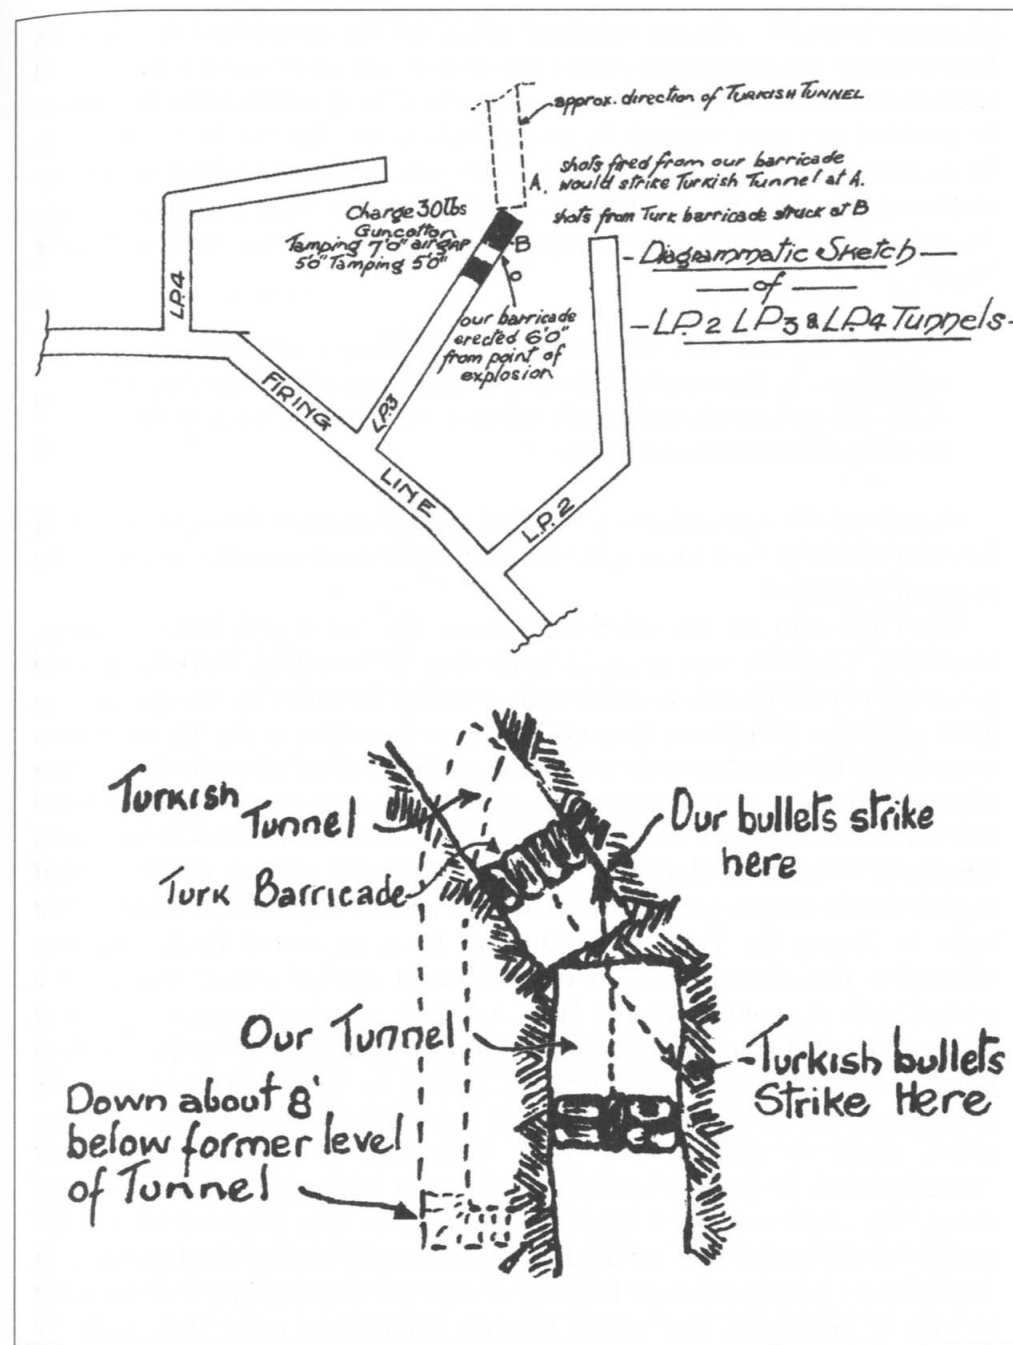 approx. direction of TURKISH TUNNEL
A.
shots fired from our barricade
would strike Turkish Tunnel at A.
shots from Turk barricade struck at B
Charge 30lbs
Guncotton
Tamping 7'0" airgap
5'0" Tamping 5'0"
B
- Diagrammatic Sketch -
- of -
- L.P. 2 L.P 3 & L.P.4 Tunnels -
our barricade
erected 6'0"
from point of
explosion
L.P.4
FIRING
LINE
L.P.3
L.P. 2
Turkish
Tunnel
Turk Barricade
Our bullets strike
here
Our Tunnel
Turkish bullets
Strike Here
Down about 8'
below former level
of Tunnel